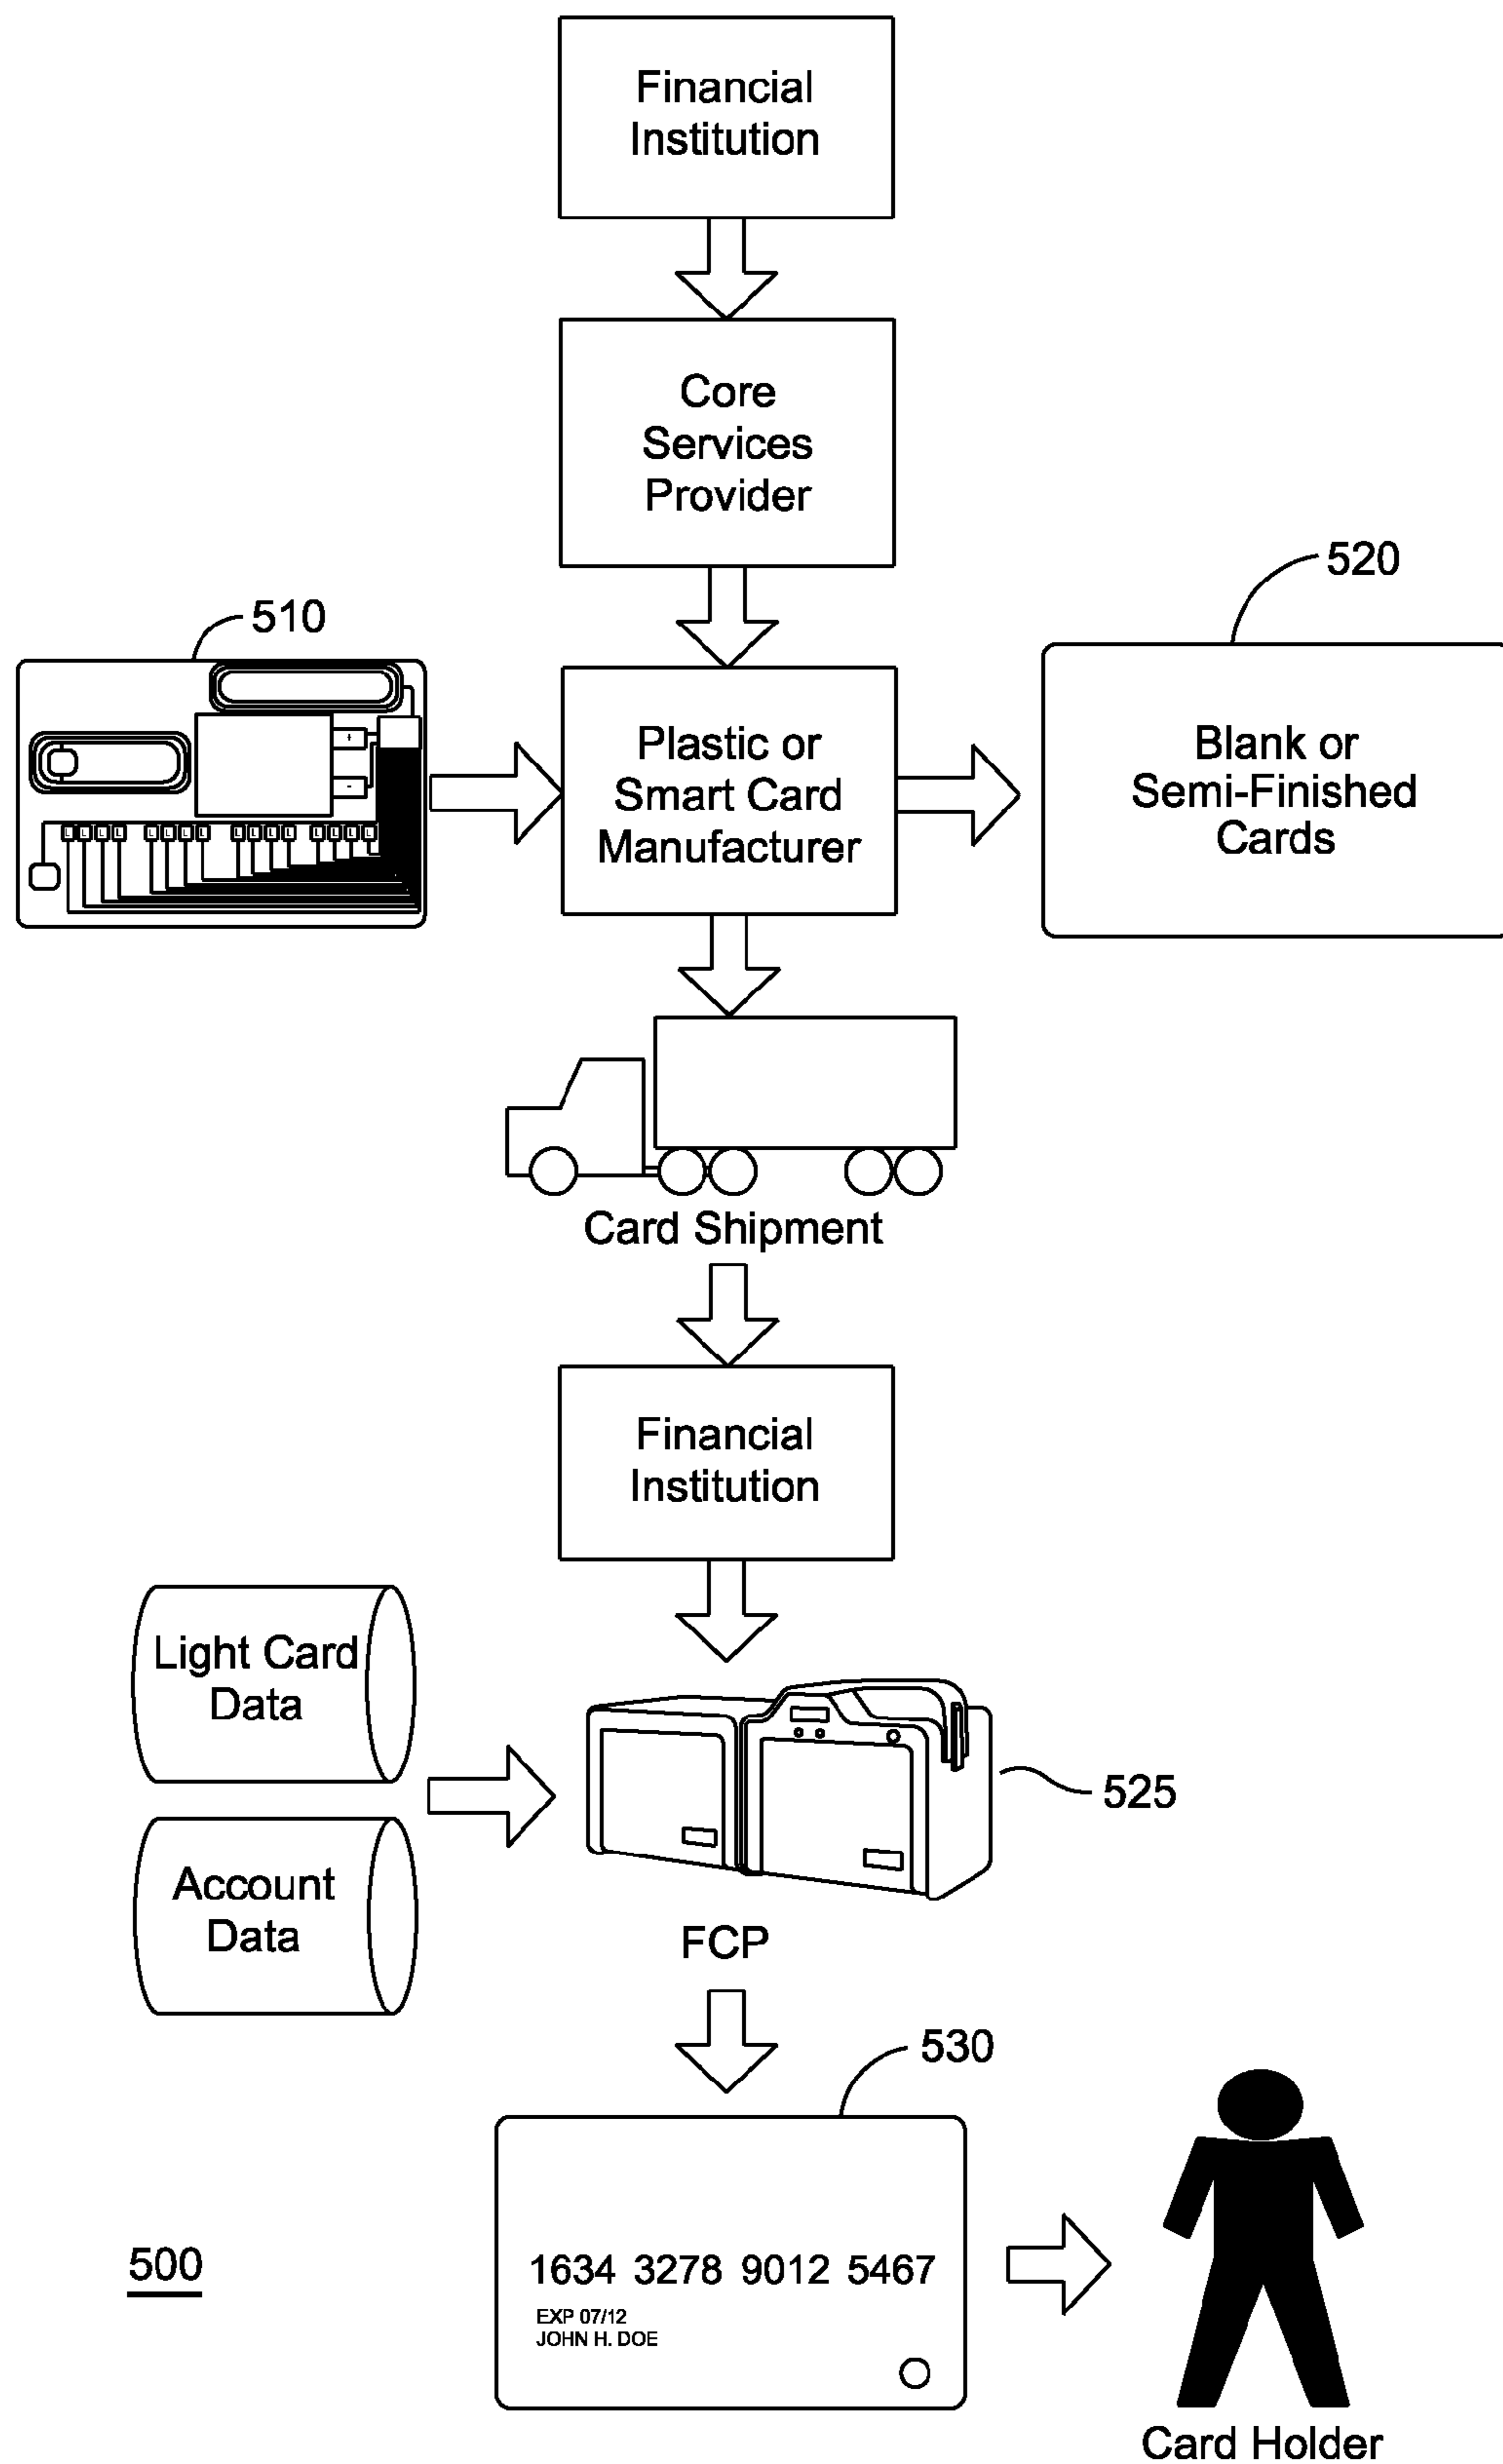 Financial
Institution
Core
Services
Provider
520
510
Plastic or
Smart Card
Manufacturer
Blank or
Semi-Finished
Cards
+
-
L L L L L L L L L L L L L L L L
Card Shipment
Financial
Institution
Light Card
Data
525
Account
Data
FCP
530
500
1634 3278 9012 5467
EXP 07/12
JOHN H. DOE
Card Holder